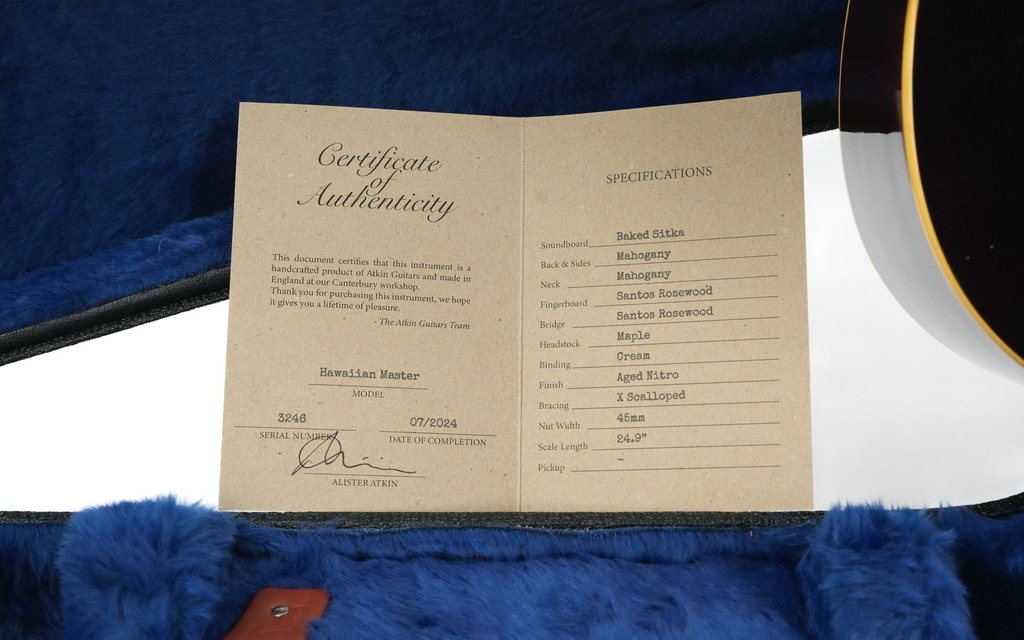 Certificate
of
Authenticity
This document certifies that this instrument is a
handcrafted product of Atkin Guitars and made in
England at our Canterbury workshop.
Thank you for purchasing this instrument, we hope
it gives you a lifetime of pleasure.
- The Atkin Guitars Team
Hawaiian Master
MODEL
3246
SERIAL NUMBER
07/2024
DATE OF COMPLETION
ALISTER ATKIN
SPECIFICATIONS
Soundboard Baked Sitka
Back & Sides Mahogany
Neck Mahogany
Fingerboard Santos Rosewood
Bridge Santos Rosewood
Headstock Maple
Binding Cream
Finish Aged Nitro
Bracing X Scalloped
Nut Width 45mm
Scale Length 24.9"
Pickup -